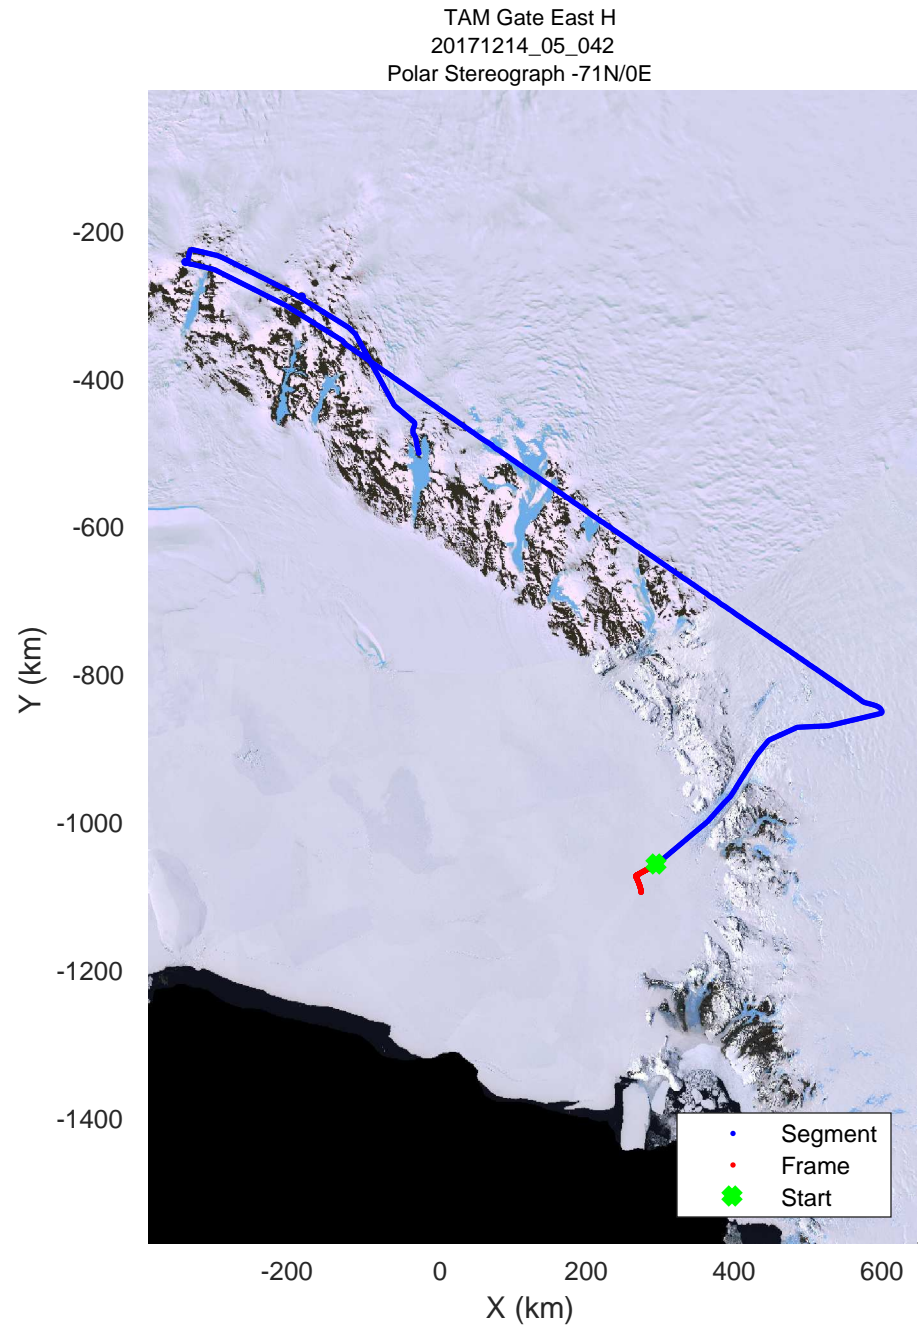 TAM Gate East H
20171214_05_042
Polar Stereograph -71N/0E
-200
-400
-600
-800
-1000
-1200
-1400
Y (km)
Segment
Frame
Start
-200 0 200 400 600
X (km)